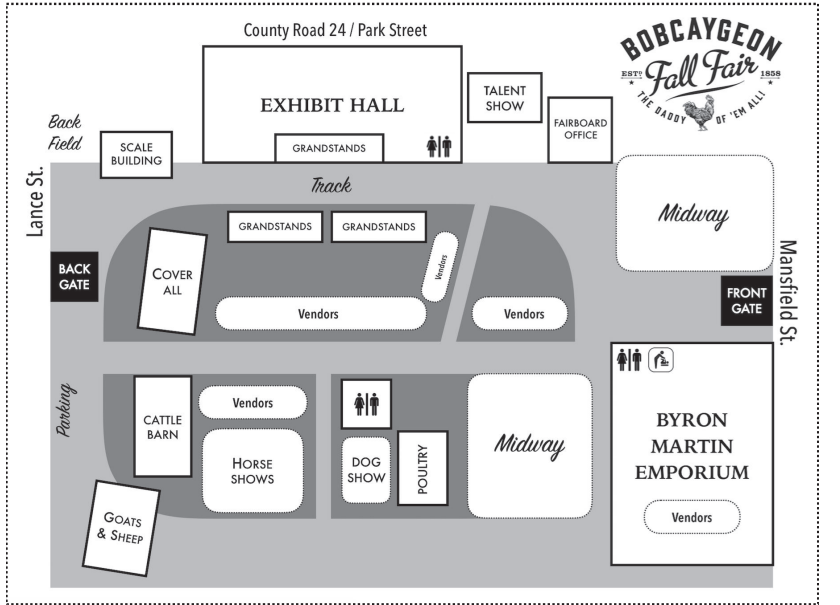 County Road 24 / Park Street
BOBCAYGEON
ESTD 1858
Fall Fair
THE DADDY OF 'EM ALL!
EXHIBIT HALL
GRANDSTANDS
TALENT
SHOW
FAIRBOARD
OFFICE
Back
Field
SCALE
BUILDING
Lance St.
Track
Midway
GRANDSTANDS
GRANDSTANDS
COVER
ALL
Vendors
Vendors
Vendors
BACK
GATE
FRONT
GATE
Mansfield St.
Parking
CATTLE
BARN
Vendors
HORSE
SHOWS
DOG
SHOW
POULTRY
Midway
BYRON
MARTIN
EMPORIUM
Vendors
GOATS
& SHEEP